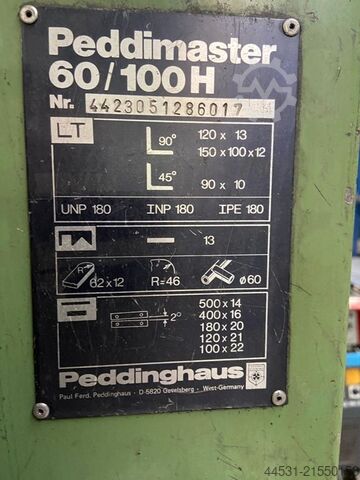 Peddimaster
60/100H
Nr. 4423051286017
LT 90° 120 x 13
150 x 100 x 12
45° 90 x 10
UNP 180 INP 180 IPE 180
13
R
62 x 12 R=46 ø60
2° 500 x 14
400 x 16
180 x 20
120 x 21
100 x 22
Peddinghaus
Paul Ferd. Peddinghaus · D-5820 Gevelsberg · West-Germany
44531-21550150